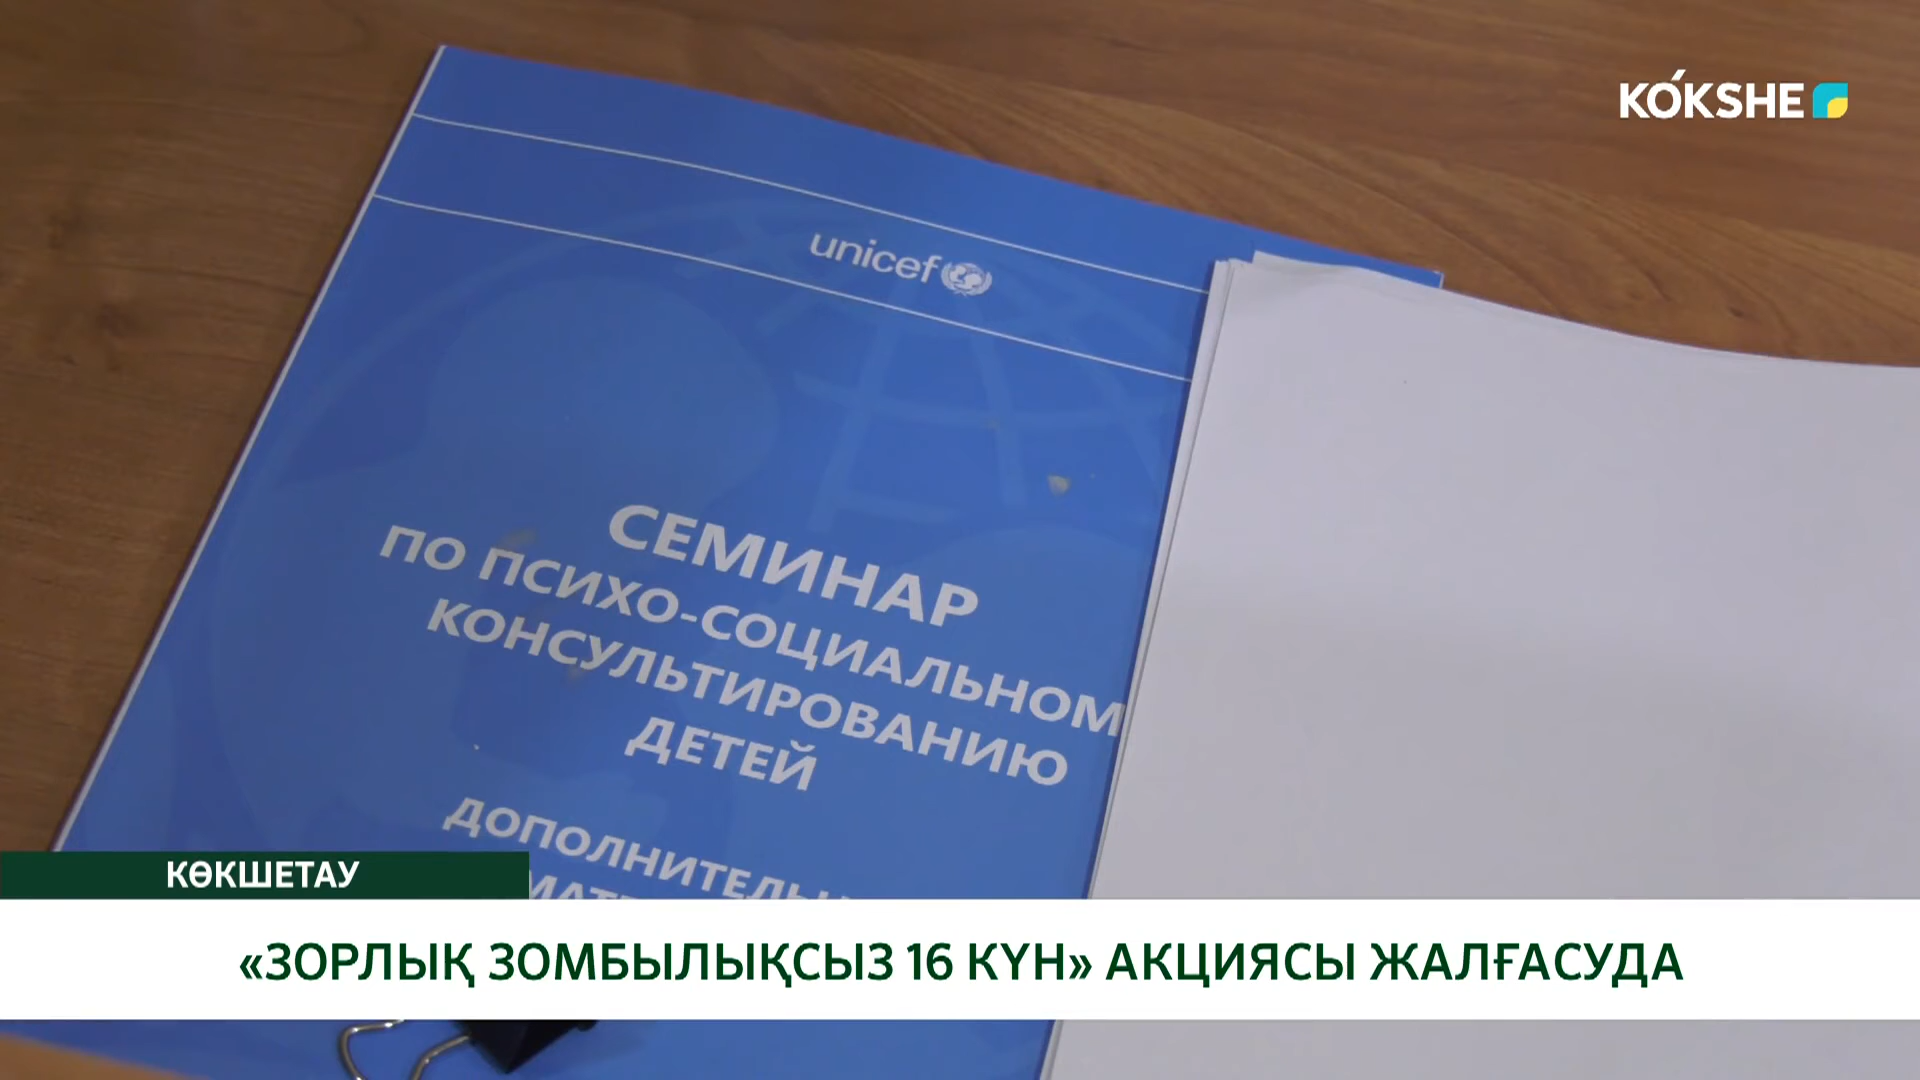 KÓKSHE
unicef
СЕМИНАР
ПО ПСИХО-СОЦИАЛЬНОМ
КОНСУЛЬТИРОВАНИЮ
ДЕТЕЙ
КӨКШЕТАУ
«ЗОРЛЫҚ ЗОМБЫЛЫҚСЫЗ 16 КҮН» АКЦИЯСЫ ЖАЛҒАСУДА